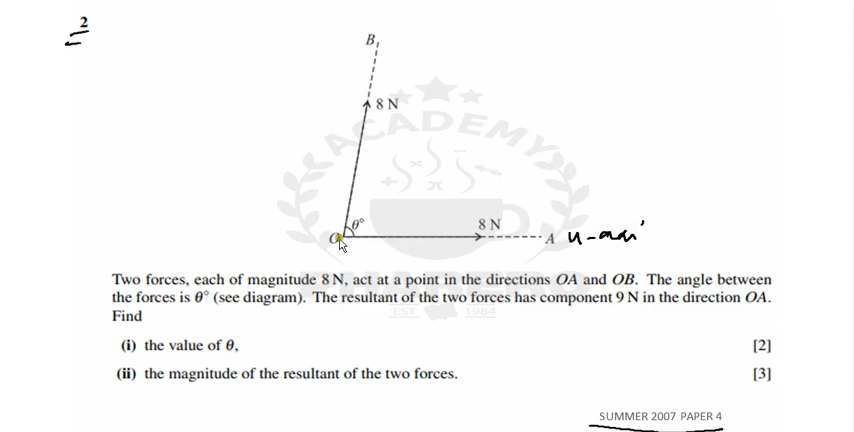 2
B₁
8 N
ACADEMY
π
θ°
8 N
O
A
Two forces, each of magnitude 8 N, act at a point in the directions OA and OB. The angle between
the forces is θ° (see diagram). The resultant of the two forces has component 9 N in the direction OA.
Find
EST
1984
(i) the value of θ, [2]
(ii) the magnitude of the resultant of the two forces. [3]
SUMMER 2007 PAPER 4